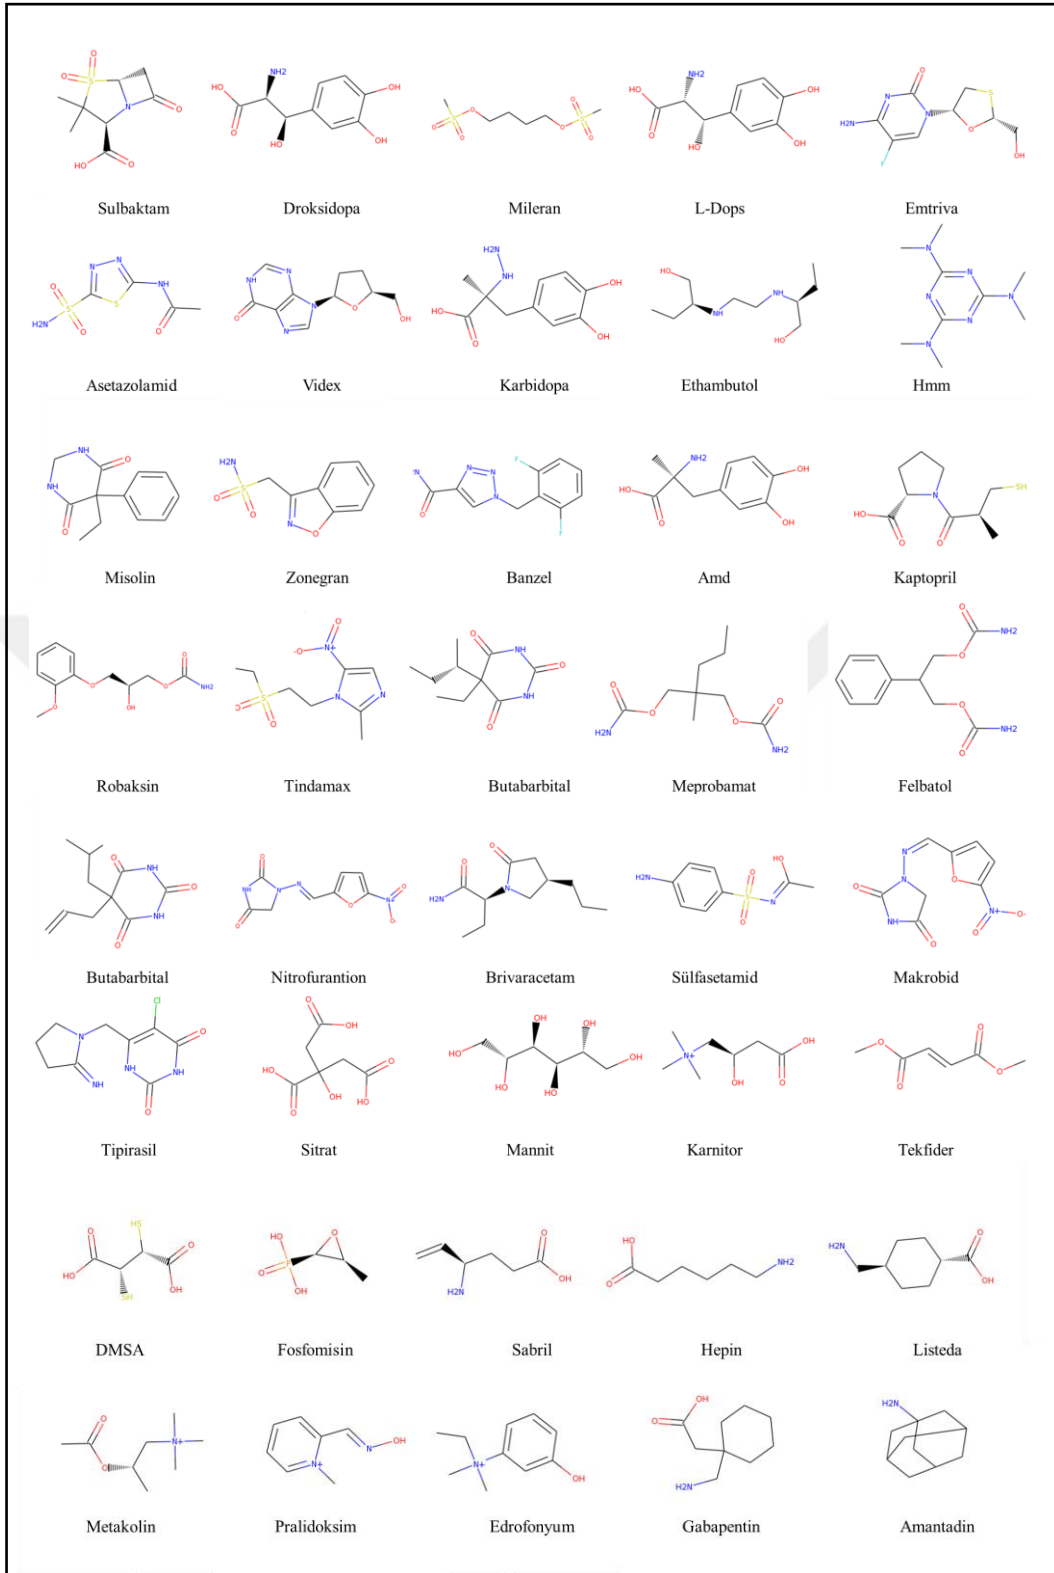 Sulbaktam Droksidopa Mileran L-Dops Emtriva
Asetazolamid Videx Karbidopa Ethambutol Hmm
Misolin Zonegran Banzel Amd Kaptopril
Robaksin Tindamax Butabarbital Meprobamat Felbatol
Butabarbital Nitrofurantion Brivaracetam Sülfasetamid Makrobid
Tipirasil Sitrat Mannit Karnitor Tekfider
DMSA Fosfomisin Sabril Hepin Listeda
Metakolin Pralidoksim Edrofonyum Gabapentin Amantadin